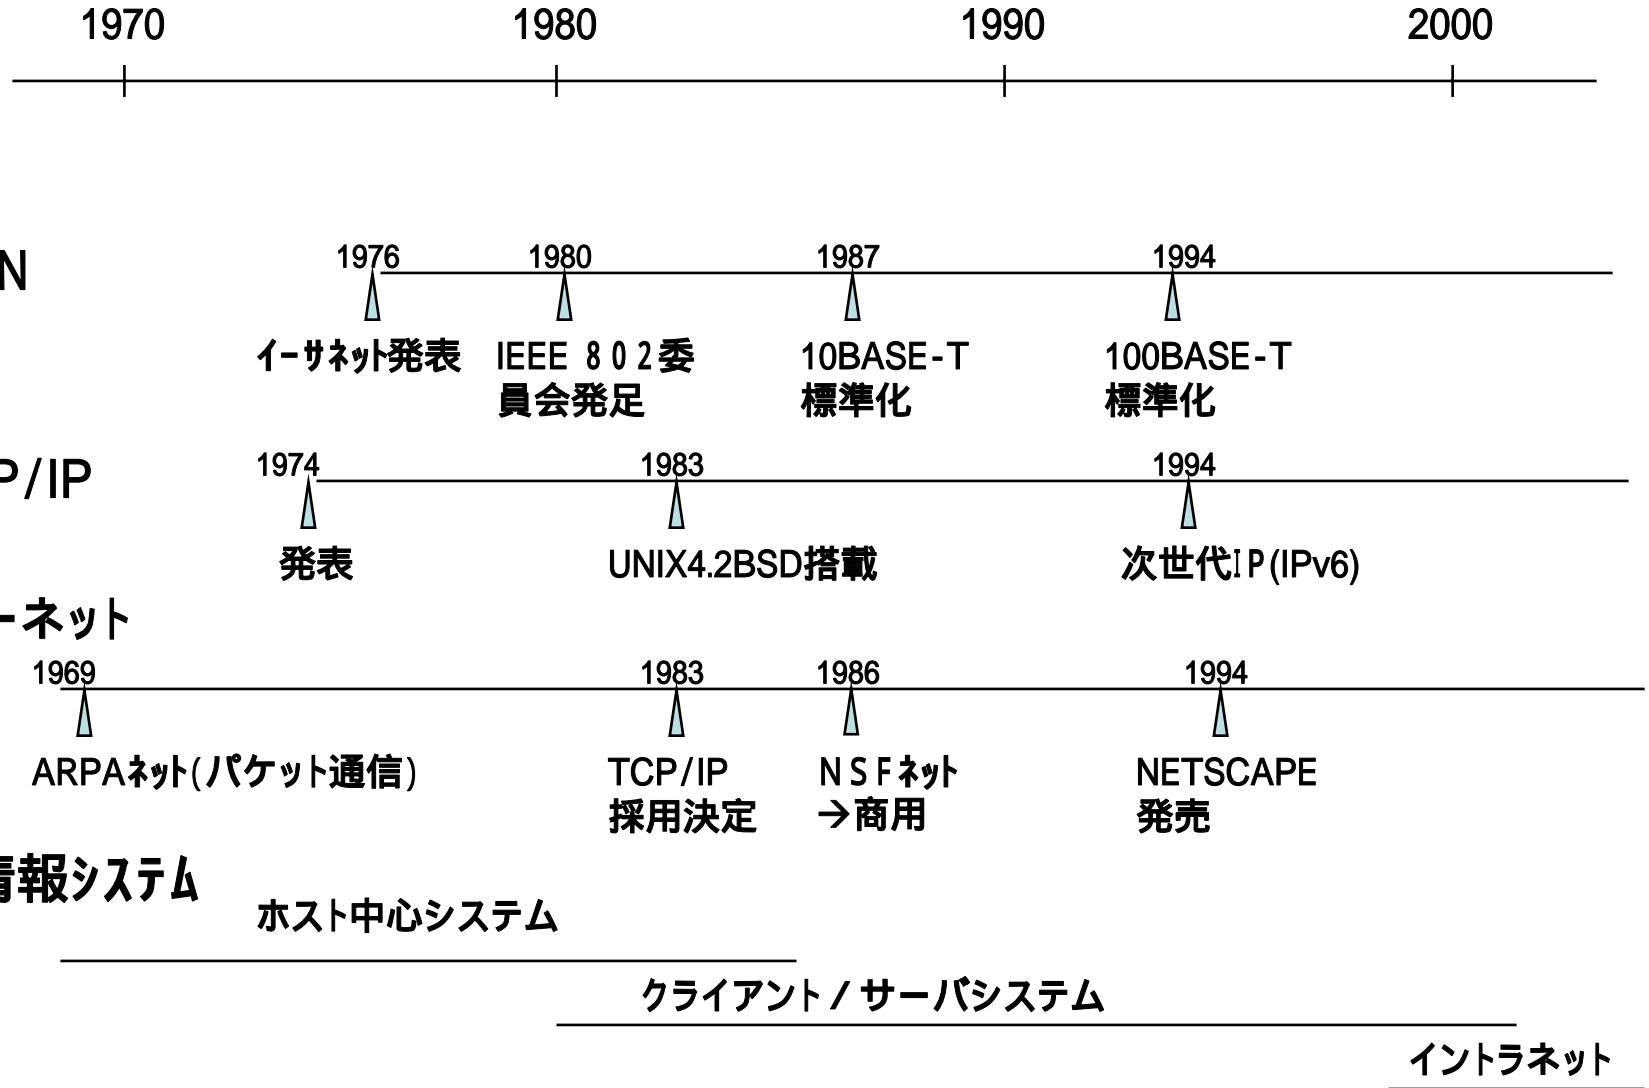 1970 1980 1990 2000
N
1976 1980 1987 1994
イーサネット発表 IEEE ８０２委 10BASE-T 100BASE-T
員会発足 標準化 標準化
P/IP
1974 1983 1994
発表 UNIX4.2BSD搭載 次世代IP(IPv6)
ーネット
1969 1983 1986 1994
ARPAネット(パケット通信) TCP/IP ＮＳＦネット NETSCAPE
採用決定 →商用 発売
情報システム
ホスト中心システム
クライアント/サーバシステム
イントラネット